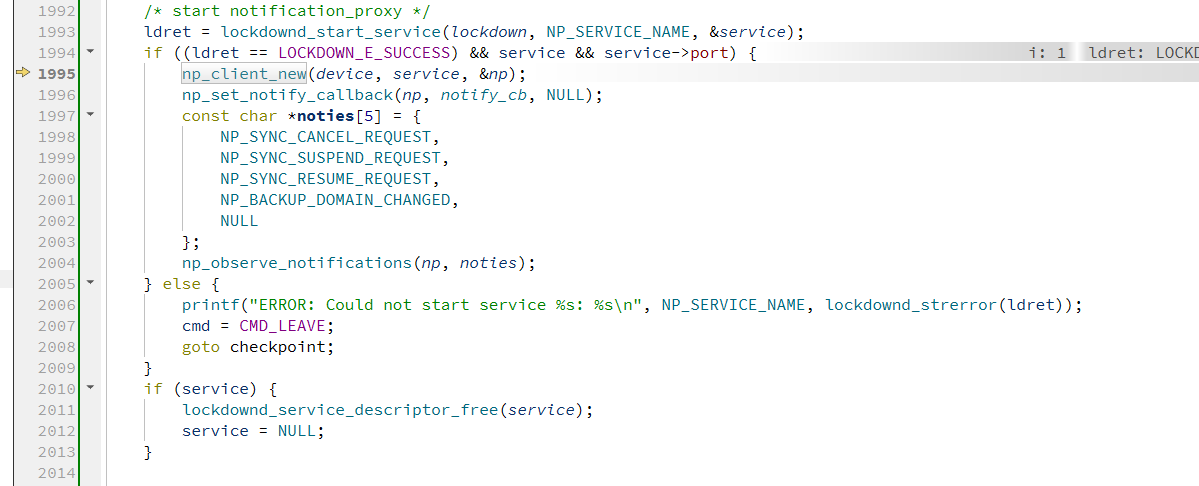 1992 /* start notification_proxy */
1993 ldret = lockdownd_start_service(lockdown, NP_SERVICE_NAME, &service);
1994 if ((ldret == LOCKDOWN_E_SUCCESS) && service && service->port) { i: 1 ldret: LOCKD
1995 np_client_new(device, service, &np);
1996 np_set_notify_callback(np, notify_cb, NULL);
1997 const char *noties[5] = {
1998 NP_SYNC_CANCEL_REQUEST,
1999 NP_SYNC_SUSPEND_REQUEST,
2000 NP_SYNC_RESUME_REQUEST,
2001 NP_BACKUP_DOMAIN_CHANGED,
2002 NULL
2003 };
2004 np_observe_notifications(np, noties);
2005 } else {
2006 printf("ERROR: Could not start service %s: %s\n", NP_SERVICE_NAME, lockdownd_strerror(ldret));
2007 cmd = CMD_LEAVE;
2008 goto checkpoint;
2009 }
2010 if (service) {
2011 lockdownd_service_descriptor_free(service);
2012 service = NULL;
2013 }
2014